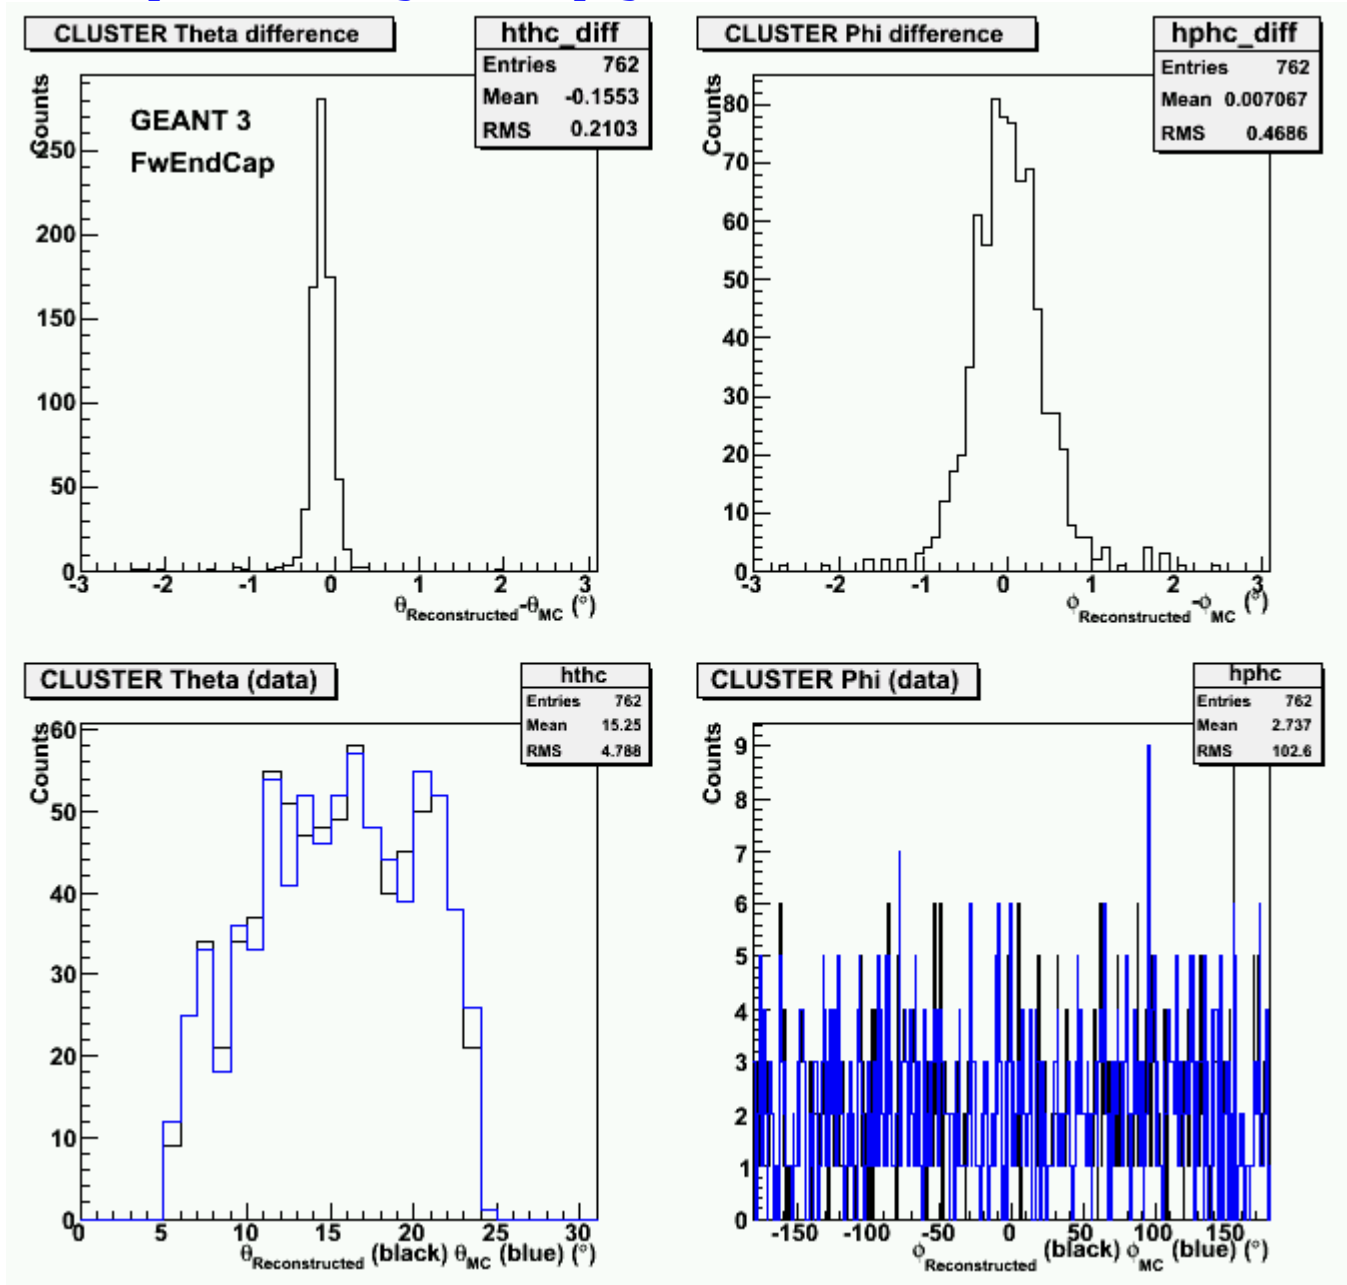 CLUSTER Theta difference
hthc_diff
Entries 762
Mean -0.1553
RMS 0.2103
Counts
GEANT 3
FwEndCap
250
200
150
100
50
0
-3 -2 -1 0 1 2 3
θReconstructed-θMC (°)
CLUSTER Phi difference
hphc_diff
Entries 762
Mean 0.007067
RMS 0.4686
Counts
80
70
60
50
40
30
20
10
0
-3 -2 -1 0 1 2 3
ϕReconstructed-ϕMC (°)
CLUSTER Theta (data)
hthc
Entries 762
Mean 15.25
RMS 4.788
Counts
60
50
40
30
20
10
0
0 5 10 15 20 25 30
θReconstructed (black) θMC (blue) (°)
CLUSTER Phi (data)
hphc
Entries 762
Mean 2.737
RMS 102.6
Counts
9
8
7
6
5
4
3
2
1
0
-150 -100 -50 0 50 100 150
ϕReconstructed (black) ϕMC (blue) (°)